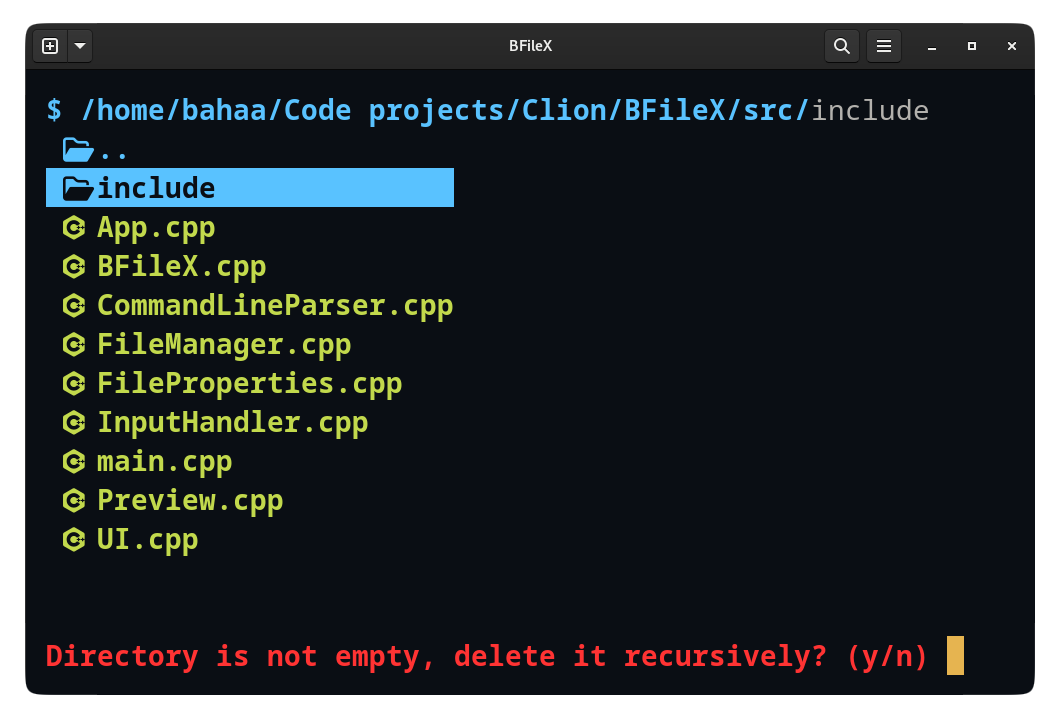 BFileX
$ /home/bahaa/Code projects/Clion/BFileX/src/include
..
include
App.cpp
BFileX.cpp
CommandLineParser.cpp
FileManager.cpp
FileProperties.cpp
InputHandler.cpp
main.cpp
Preview.cpp
UI.cpp
Directory is not empty, delete it recursively? (y/n)